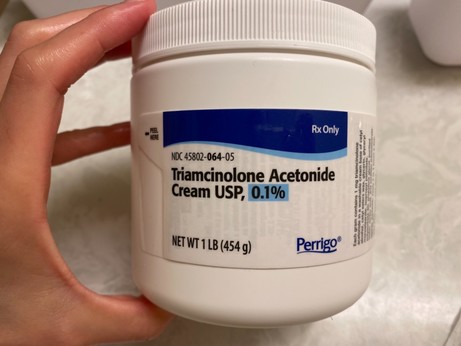 Rx Only
PEEL
HERE
NDC 45802-064-05
Triamcinolone Acetonide
Cream USP, 0.1%
NET WT 1 LB (454 g)
Perrigo®